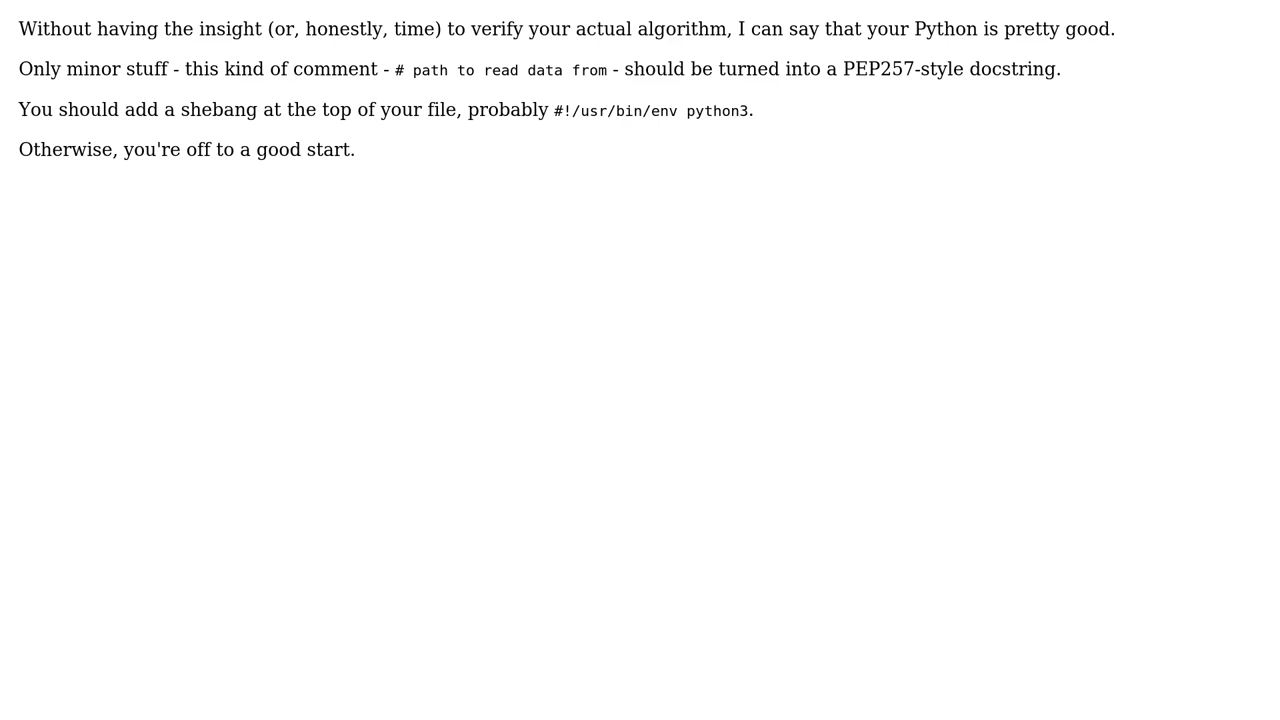 Without having the insight (or, honestly, time) to verify your actual algorithm, I can say that your Python is pretty good.
Only minor stuff - this kind of comment - # path to read data from - should be turned into a PEP257-style docstring.
You should add a shebang at the top of your file, probably #!/usr/bin/env python3.
Otherwise, you're off to a good start.